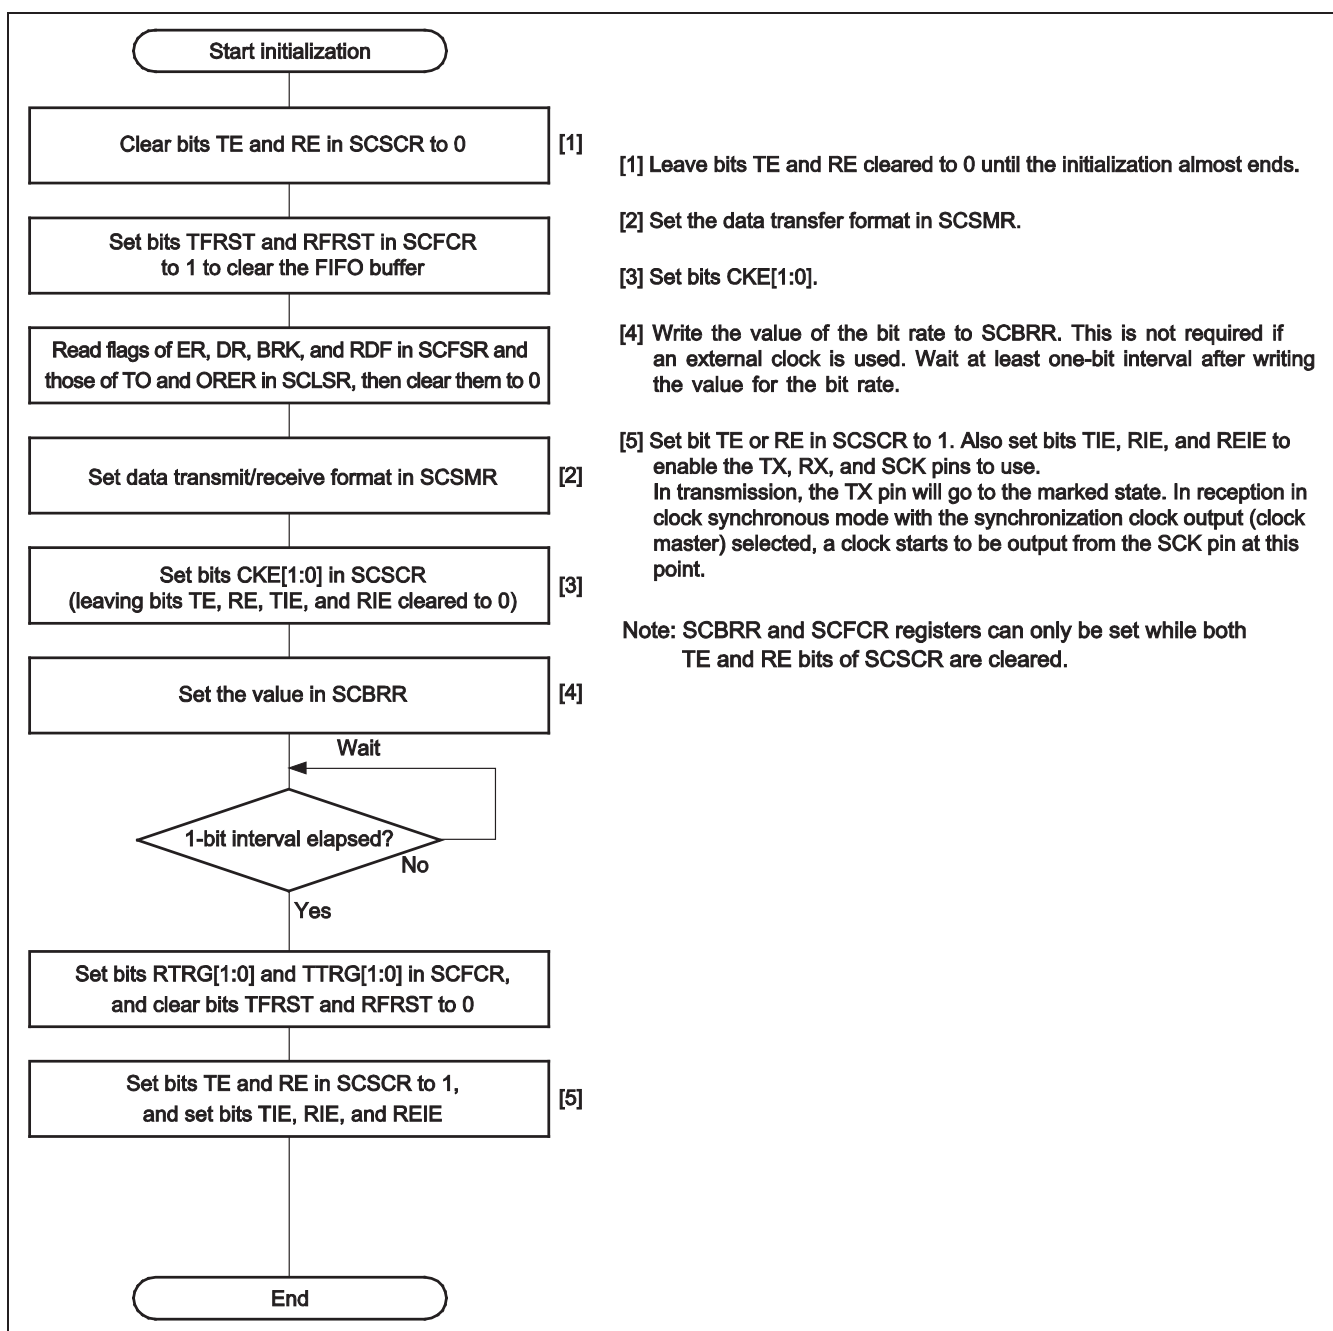 Start initialization
Clear bits TE and RE in SCSCR to 0
[1]
Set bits TFRST and RFRST in SCFCR
to 1 to clear the FIFO buffer
Read flags of ER, DR, BRK, and RDF in SCFSR and
those of TO and ORER in SCLSR, then clear them to 0
Set data transmit/receive format in SCSMR
[2]
Set bits CKE[1:0] in SCSCR
(leaving bits TE, RE, TIE, and RIE cleared to 0)
[3]
Set the value in SCBRR
[4]
Wait
1-bit interval elapsed?
No
Yes
Set bits RTRG[1:0] and TTRG[1:0] in SCFCR,
and clear bits TFRST and RFRST to 0
Set bits TE and RE in SCSCR to 1,
and set bits TIE, RIE, and REIE
[5]
End
[1] Leave bits TE and RE cleared to 0 until the initialization almost ends.
[2] Set the data transfer format in SCSMR.
[3] Set bits CKE[1:0].
[4] Write the value of the bit rate to SCBRR. This is not required if
an external clock is used. Wait at least one-bit interval after writing
the value for the bit rate.
[5] Set bit TE or RE in SCSCR to 1. Also set bits TIE, RIE, and REIE to
enable the TX, RX, and SCK pins to use.
In transmission, the TX pin will go to the marked state. In reception in
clock synchronous mode with the synchronization clock output (clock
master) selected, a clock starts to be output from the SCK pin at this
point.
Note: SCBRR and SCFCR registers can only be set while both
TE and RE bits of SCSCR are cleared.